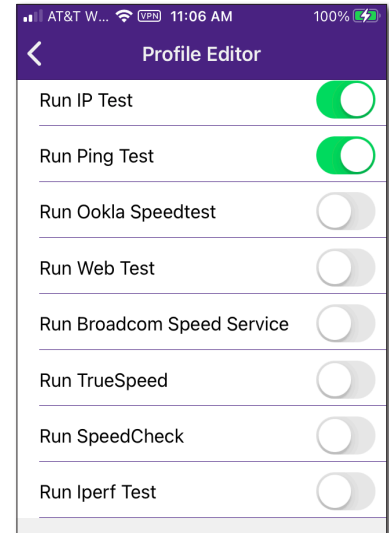 AT&T W... VPN 11:06 AM 100%
Profile Editor
Run IP Test
Run Ping Test
Run Ookla Speedtest
Run Web Test
Run Broadcom Speed Service
Run TrueSpeed
Run SpeedCheck
Run Iperf Test